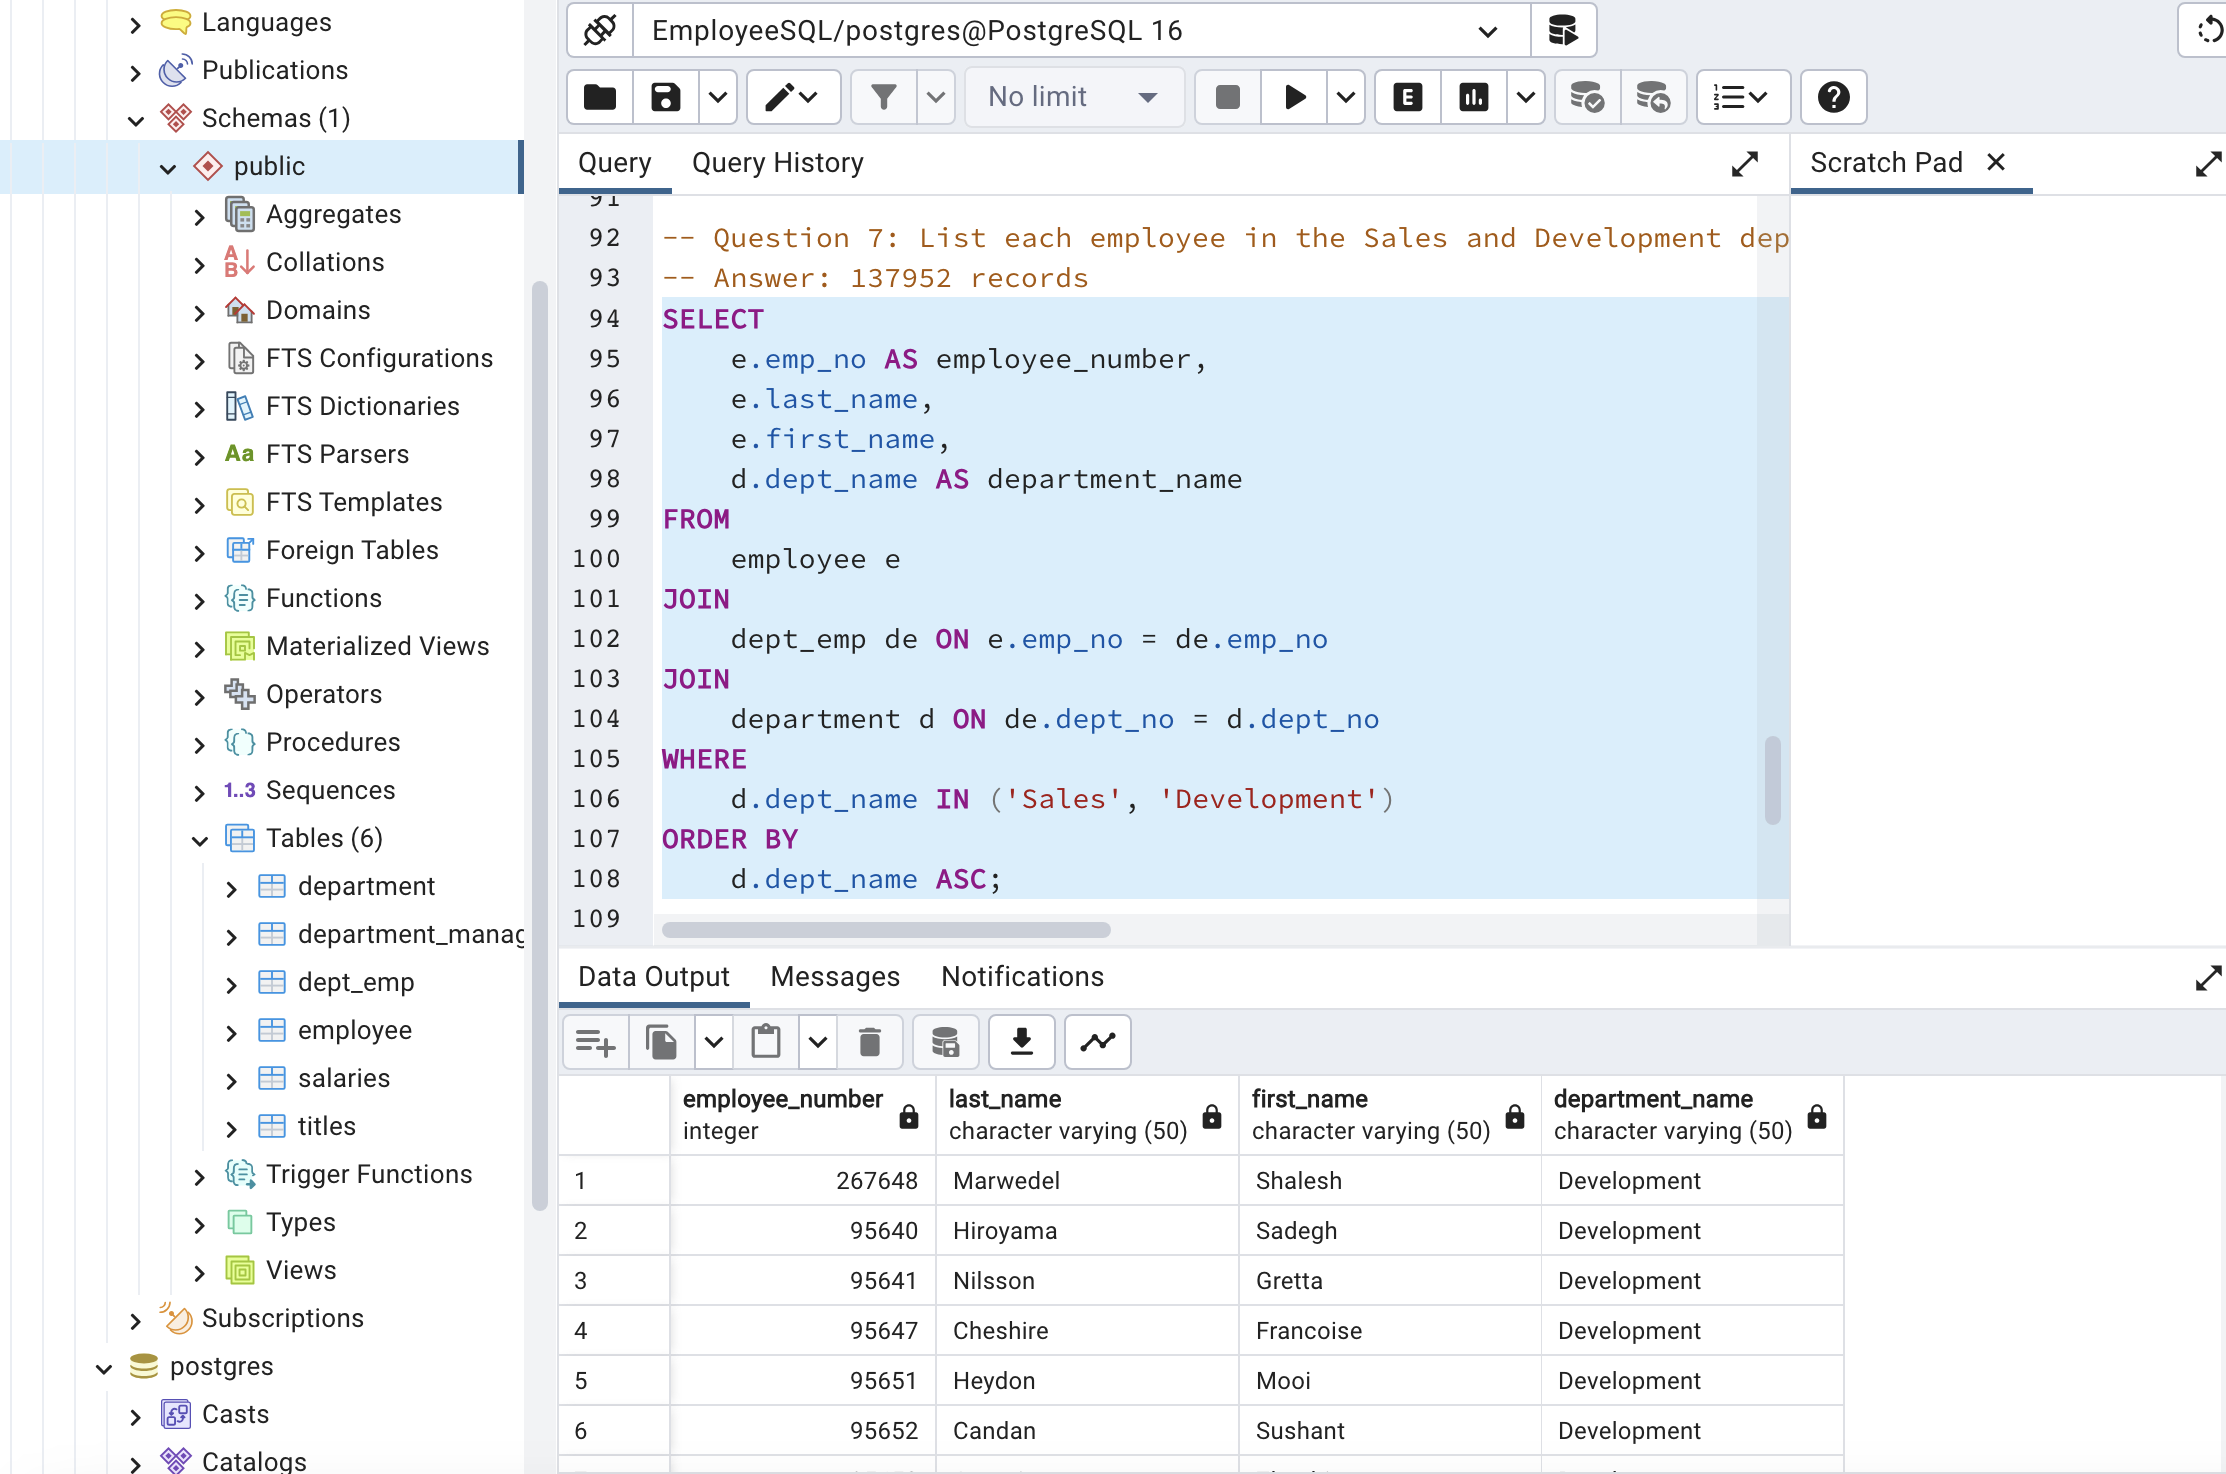 Languages
Publications
Schemas (1)
public
Aggregates
Collations
Domains
FTS Configurations
FTS Dictionaries
Aa FTS Parsers
FTS Templates
Foreign Tables
Functions
Materialized Views
Operators
Procedures
1..3 Sequences
Tables (6)
department
department_manag
dept_emp
employee
salaries
titles
Trigger Functions
Types
Views
Subscriptions
postgres
Casts
Catalogs
EmployeeSQL/postgres@PostgreSQL 16
No limit
E
Query Query History
Scratch Pad
91
92 -- Question 7: List each employee in the Sales and Development dep
93 -- Answer: 137952 records
94 SELECT
95 e.emp_no AS employee_number,
96 e.last_name,
97 e.first_name,
98 d.dept_name AS department_name
99 FROM
100 employee e
101 JOIN
102 dept_emp de ON e.emp_no = de.emp_no
103 JOIN
104 department d ON de.dept_no = d.dept_no
105 WHERE
106 d.dept_name IN ('Sales', 'Development')
107 ORDER BY
108 d.dept_name ASC;
109
Data Output Messages Notifications
employee_number last_name first_name department_name
integer character varying (50) character varying (50) character varying (50)
1 267648 Marwedel Shalesh Development
2 95640 Hiroyama Sadegh Development
3 95641 Nilsson Gretta Development
4 95647 Cheshire Francoise Development
5 95651 Heydon Mooi Development
6 95652 Candan Sushant Development